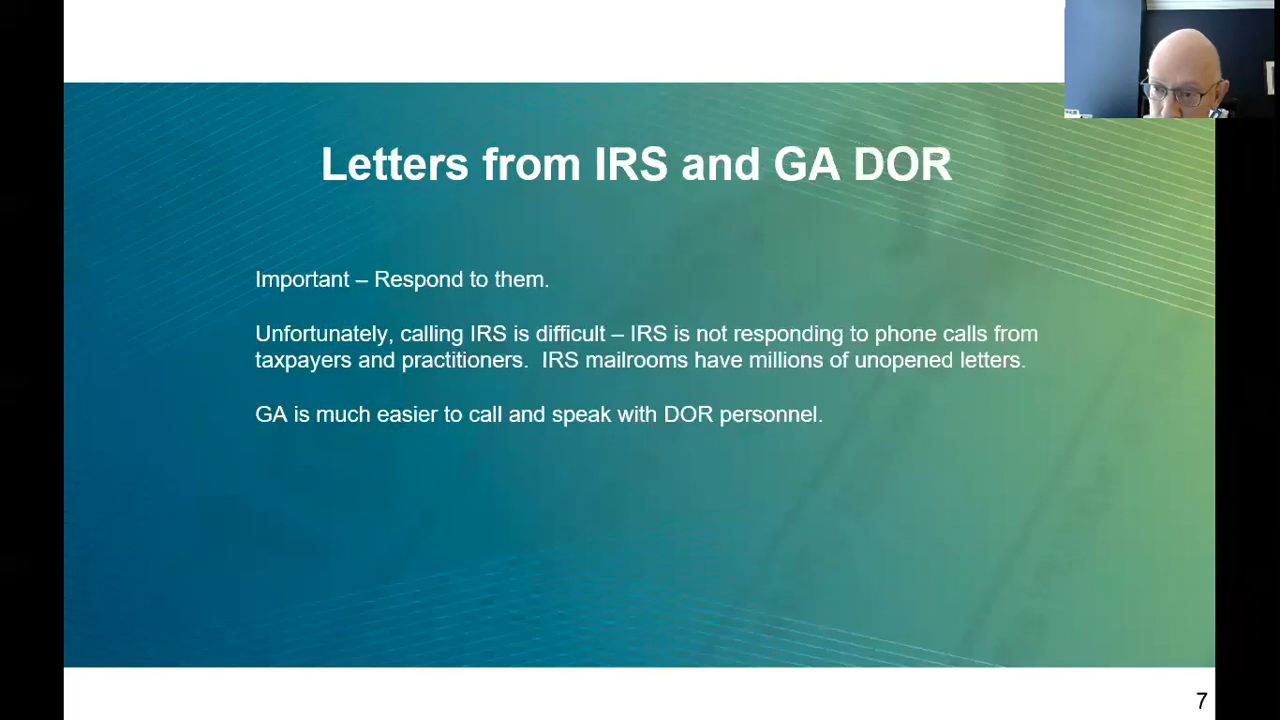 Letters from IRS and GA DOR
Important – Respond to them.
Unfortunately, calling IRS is difficult – IRS is not responding to phone calls from
taxpayers and practitioners.  IRS mailrooms have millions of unopened letters.
GA is much easier to call and speak with DOR personnel.
7